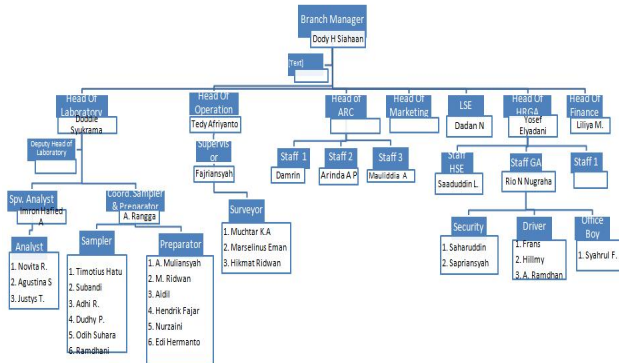 Branch Manager
Dody H Siahaan
[Text]
Head Of
Laboratory
Doddie
Syukrama
Head Of
Operation
Tedy Afriyanto
Head of
ARC
Head Of
Marketing
LSE
Dadan N
Head Of
HRGA
Yosef
Elyadani
Head Of
Finance
Liliya M.
Deputy Head of
Laboratory
Supervis
or
Fajriansyah
Staff 1
Damrin
Staff 2
Arinda A P
Staff 3
Mauliddia A
Staff
HSE
Saaduddin L.
Staff GA
Rio N Nugraha
Staff 1
Spv. Analyst
Imron Hafied
A
Coord. Sampler
& Preparator
A. Rangga
Surveyor
1. Muchtar K.A
2. Marselinus Eman
3. Hikmat Ridwan
Security
1. Saharuddin
2. Sapriansyah
Driver
1. Frans
2. Hillmy
3. A. Ramdhan
Office
Boy
1. Syahrul F.
Analyst
1. Novita R.
2. Agustina S
3. Justys T.
Sampler
1. Timotius Hatu
2. Subandi
3. Adhi R.
4. Dudhy P.
5. Odih Suhara
6. Ramdhani
Preparator
1. A. Muliansyah
2. M. Ridwan
3. Aidil
4. Hendrik Fajar
5. Nurzaini
6. Edi Hermanto